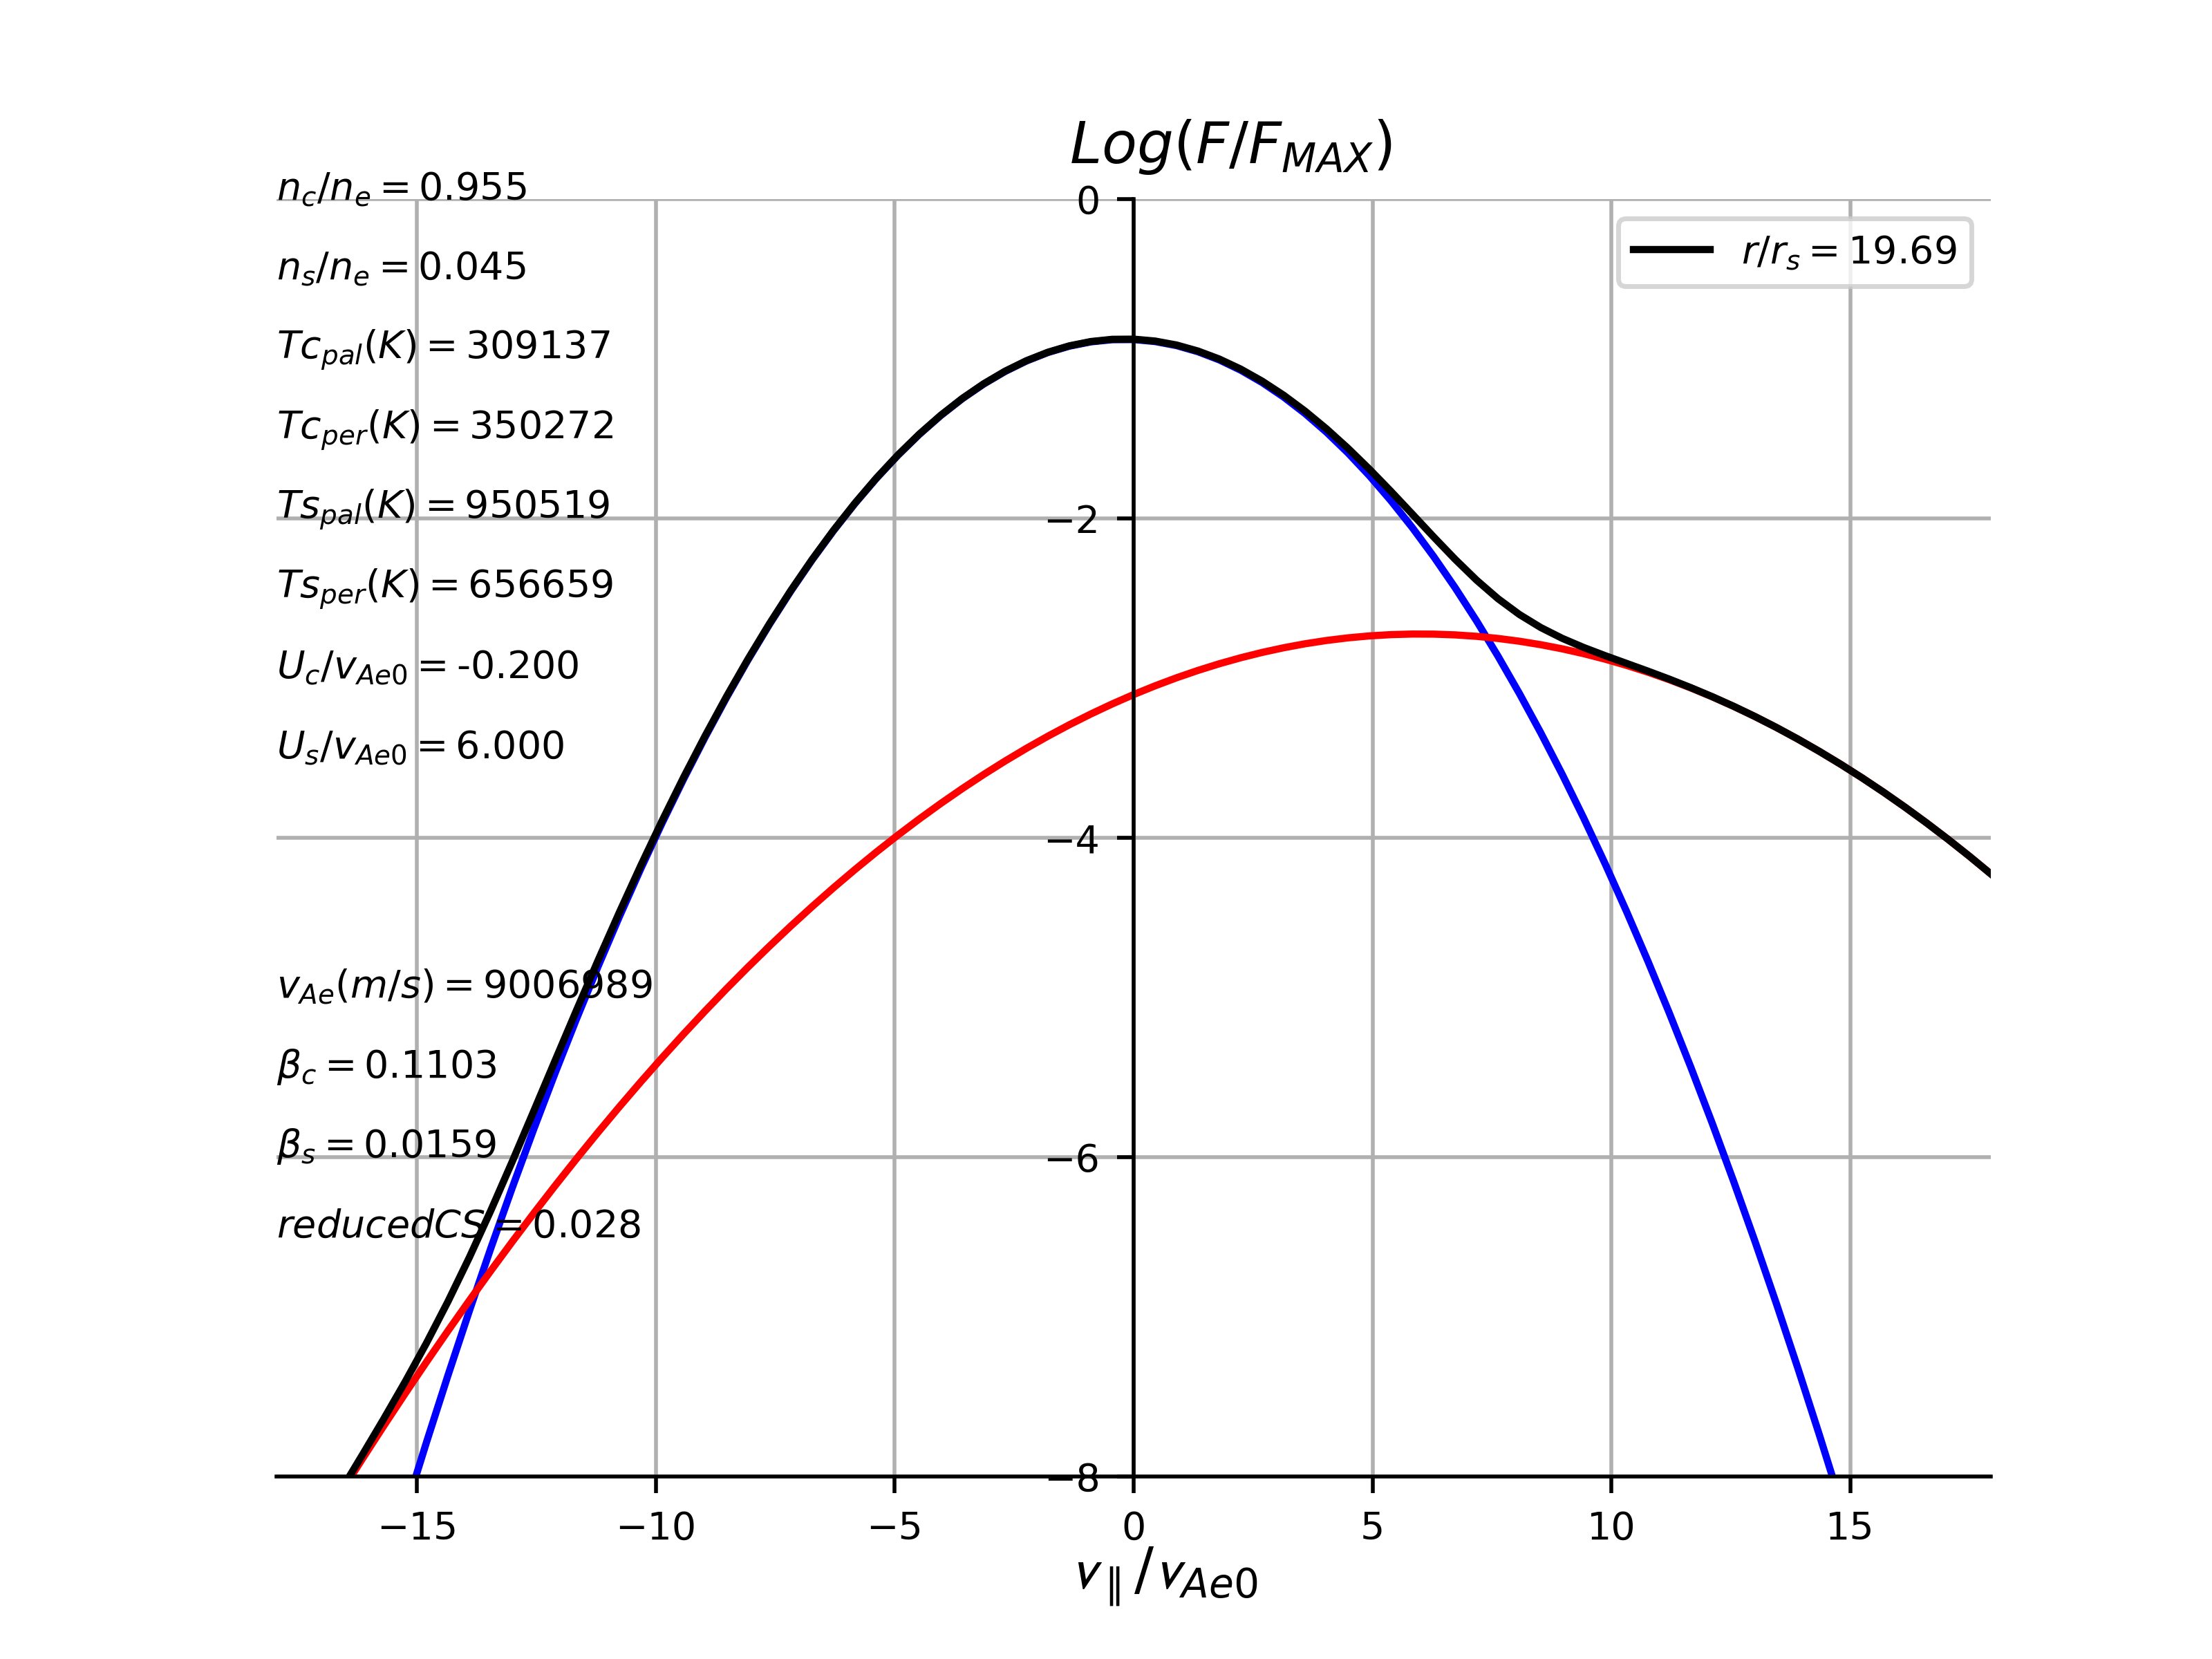 Log(F/F_MAX)
n_c/n_e = 0.955
0
r/r_s = 19.69
n_s/n_e = 0.045
Tc_pal(K) = 309137
Tc_per(K) = 350272
Ts_pal(K) = 950519
−2
Ts_per(K) = 656659
U_c/v_Ae0 = -0.200
U_s/v_Ae0 = 6.000
−4
v_Ae(m/s) = 9006989
β_c = 0.1103
β_s = 0.0159
−6
reducedCS = 0.028
−8
−15 −10 −5 0 5 10 15
v_∥/v_Ae0